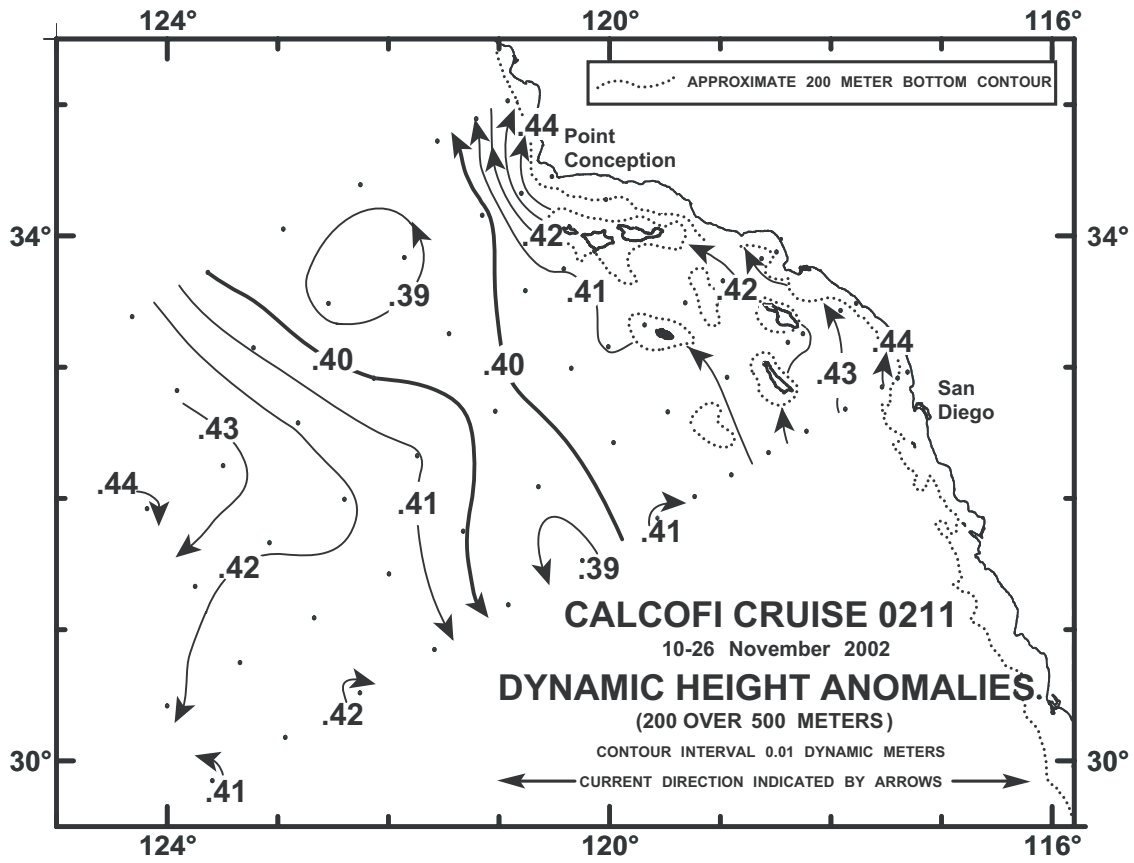 124° 120° 116°
APPROXIMATE 200 METER BOTTOM CONTOUR
.44 Point
Conception
34° .42 34°
.41 .42
.39
.44
.40 .40 .43
San
Diego
.43
.44
.41
.41
.42 .39
CALCOFI CRUISE 0211
10-26 November 2002
DYNAMIC HEIGHT ANOMALIES.
(200 OVER 500 METERS)
.42
CONTOUR INTERVAL 0.01 DYNAMIC METERS
30° 30°
CURRENT DIRECTION INDICATED BY ARROWS
.41
124° 120° 116°